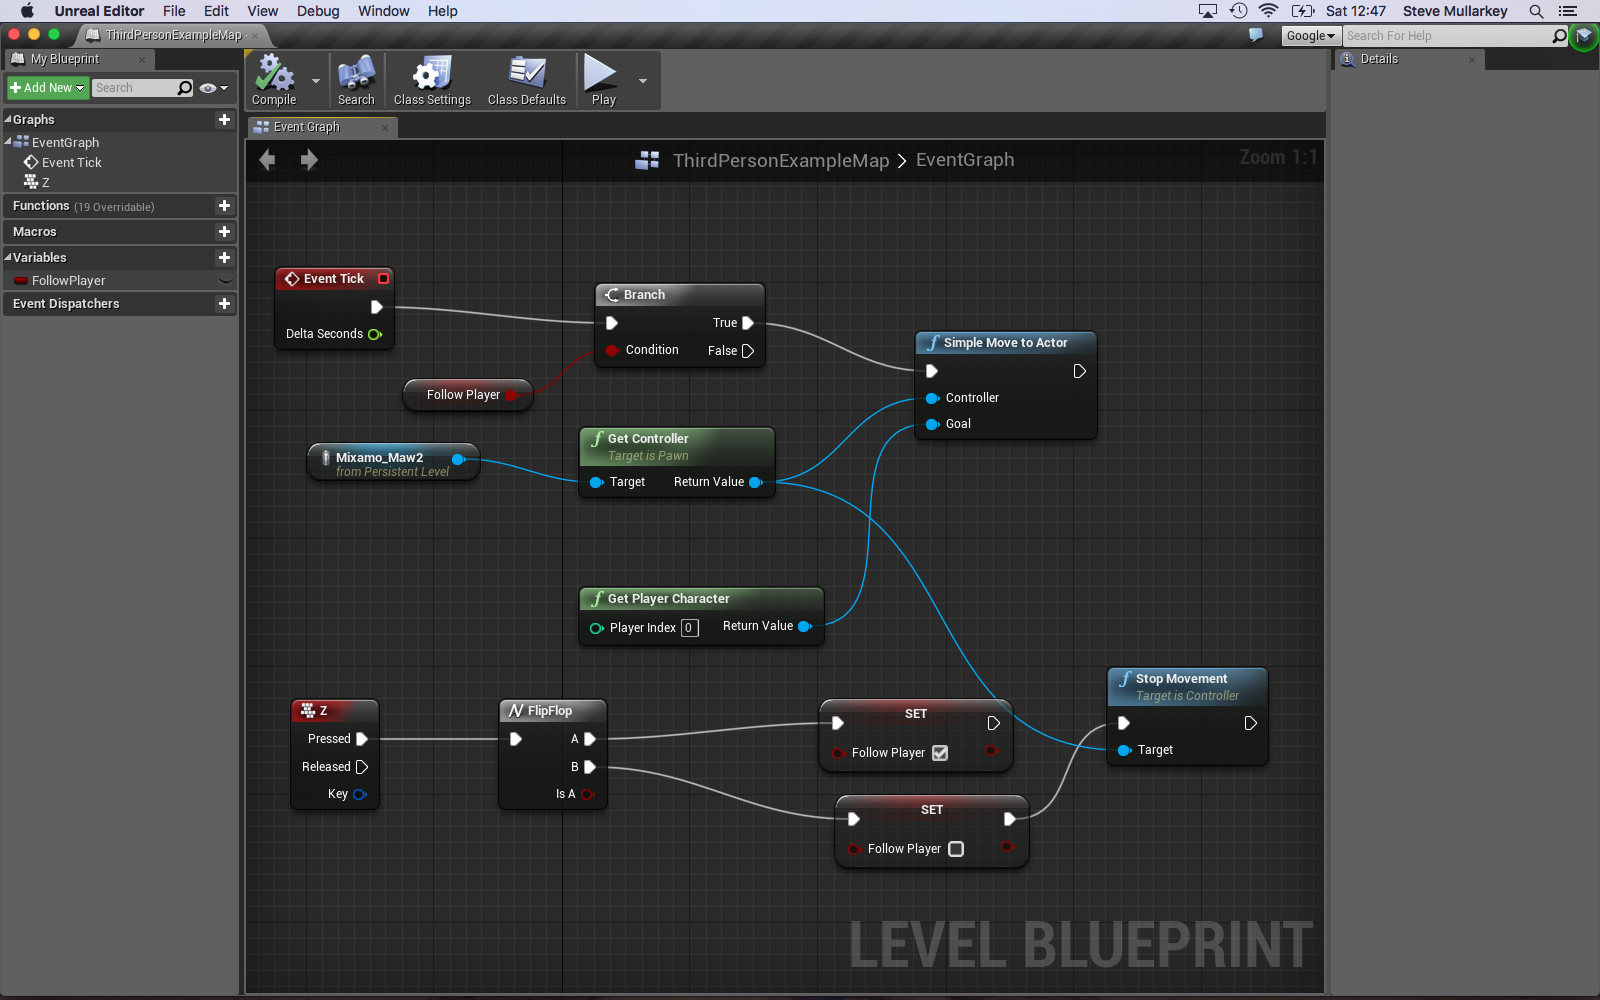 Unreal Editor File Edit View Debug Window Help Sat 12:47 Steve Mullarkey
ThirdPersonExampleMap
Google Search For Help
My Blueprint
Details
Add New Search
Compile Search Class Settings Class Defaults Play
Graphs
EventGraph
Event Tick
Z
Functions (19 Overridable)
Macros
Variables
FollowPlayer
Event Dispatchers
Event Graph
ThirdPersonExampleMap > EventGraph
Zoom 1:1
Event Tick
Delta Seconds
Branch
True
Condition
False
Follow Player
Simple Move to Actor
Controller
Goal
Mixamo_Maw2
from Persistent Level
Get Controller
Target is Pawn
Target Return Value
Get Player Character
Player Index 0 Return Value
Z
Pressed
Released
Key
FlipFlop
A
B
Is A
SET
Follow Player
SET
Follow Player
Stop Movement
Target is Controller
Target
LEVEL BLUEPRINT